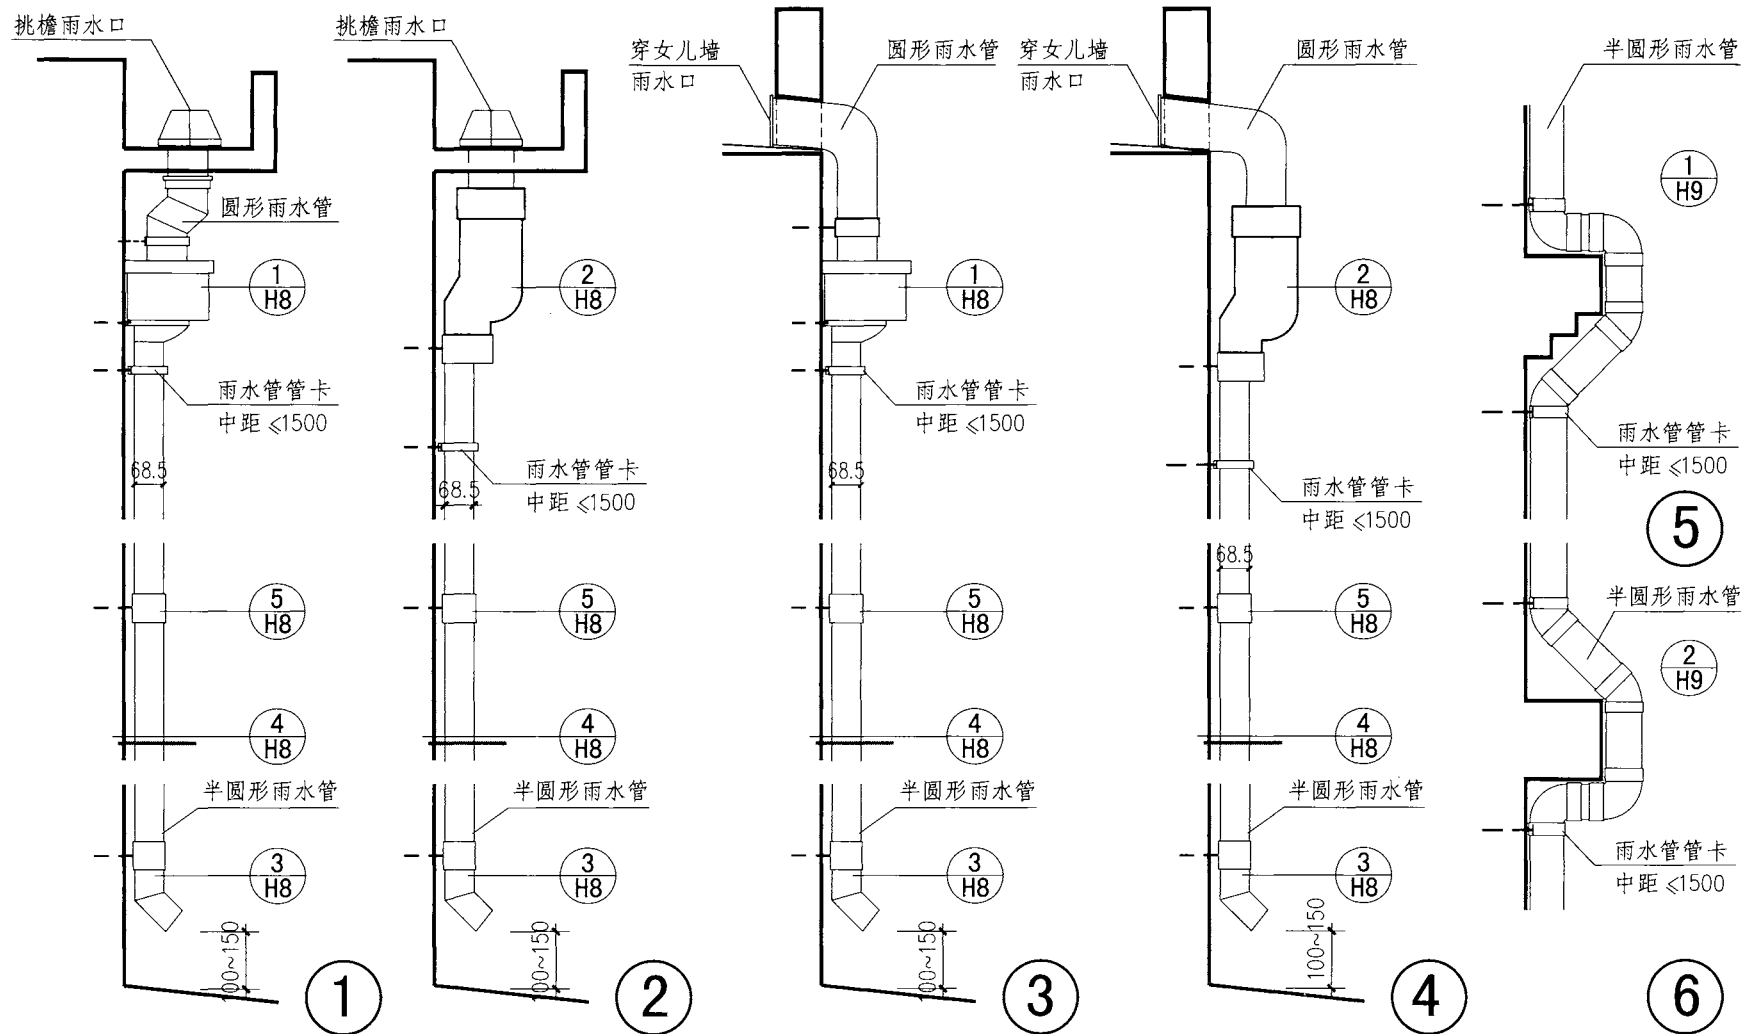 挑檐雨水口
圆形雨水管
1
H8
雨水管管卡
中距 ≤1500
68.5
5
H8
4
H8
半圆形雨水管
3
H8
100~150
1
挑檐雨水口
2
H8
雨水管管卡
中距 ≤1500
68.5
5
H8
4
H8
半圆形雨水管
3
H8
100~150
2
穿女儿墙
雨水口
圆形雨水管
1
H8
雨水管管卡
中距 ≤1500
68.5
5
H8
4
H8
半圆形雨水管
3
H8
100~150
3
穿女儿墙
雨水口
圆形雨水管
2
H8
雨水管管卡
中距 ≤1500
68.5
5
H8
4
H8
半圆形雨水管
3
H8
100~150
4
半圆形雨水管
1
H9
雨水管管卡
中距 ≤1500
5
半圆形雨水管
2
H9
雨水管管卡
中距 ≤1500
6